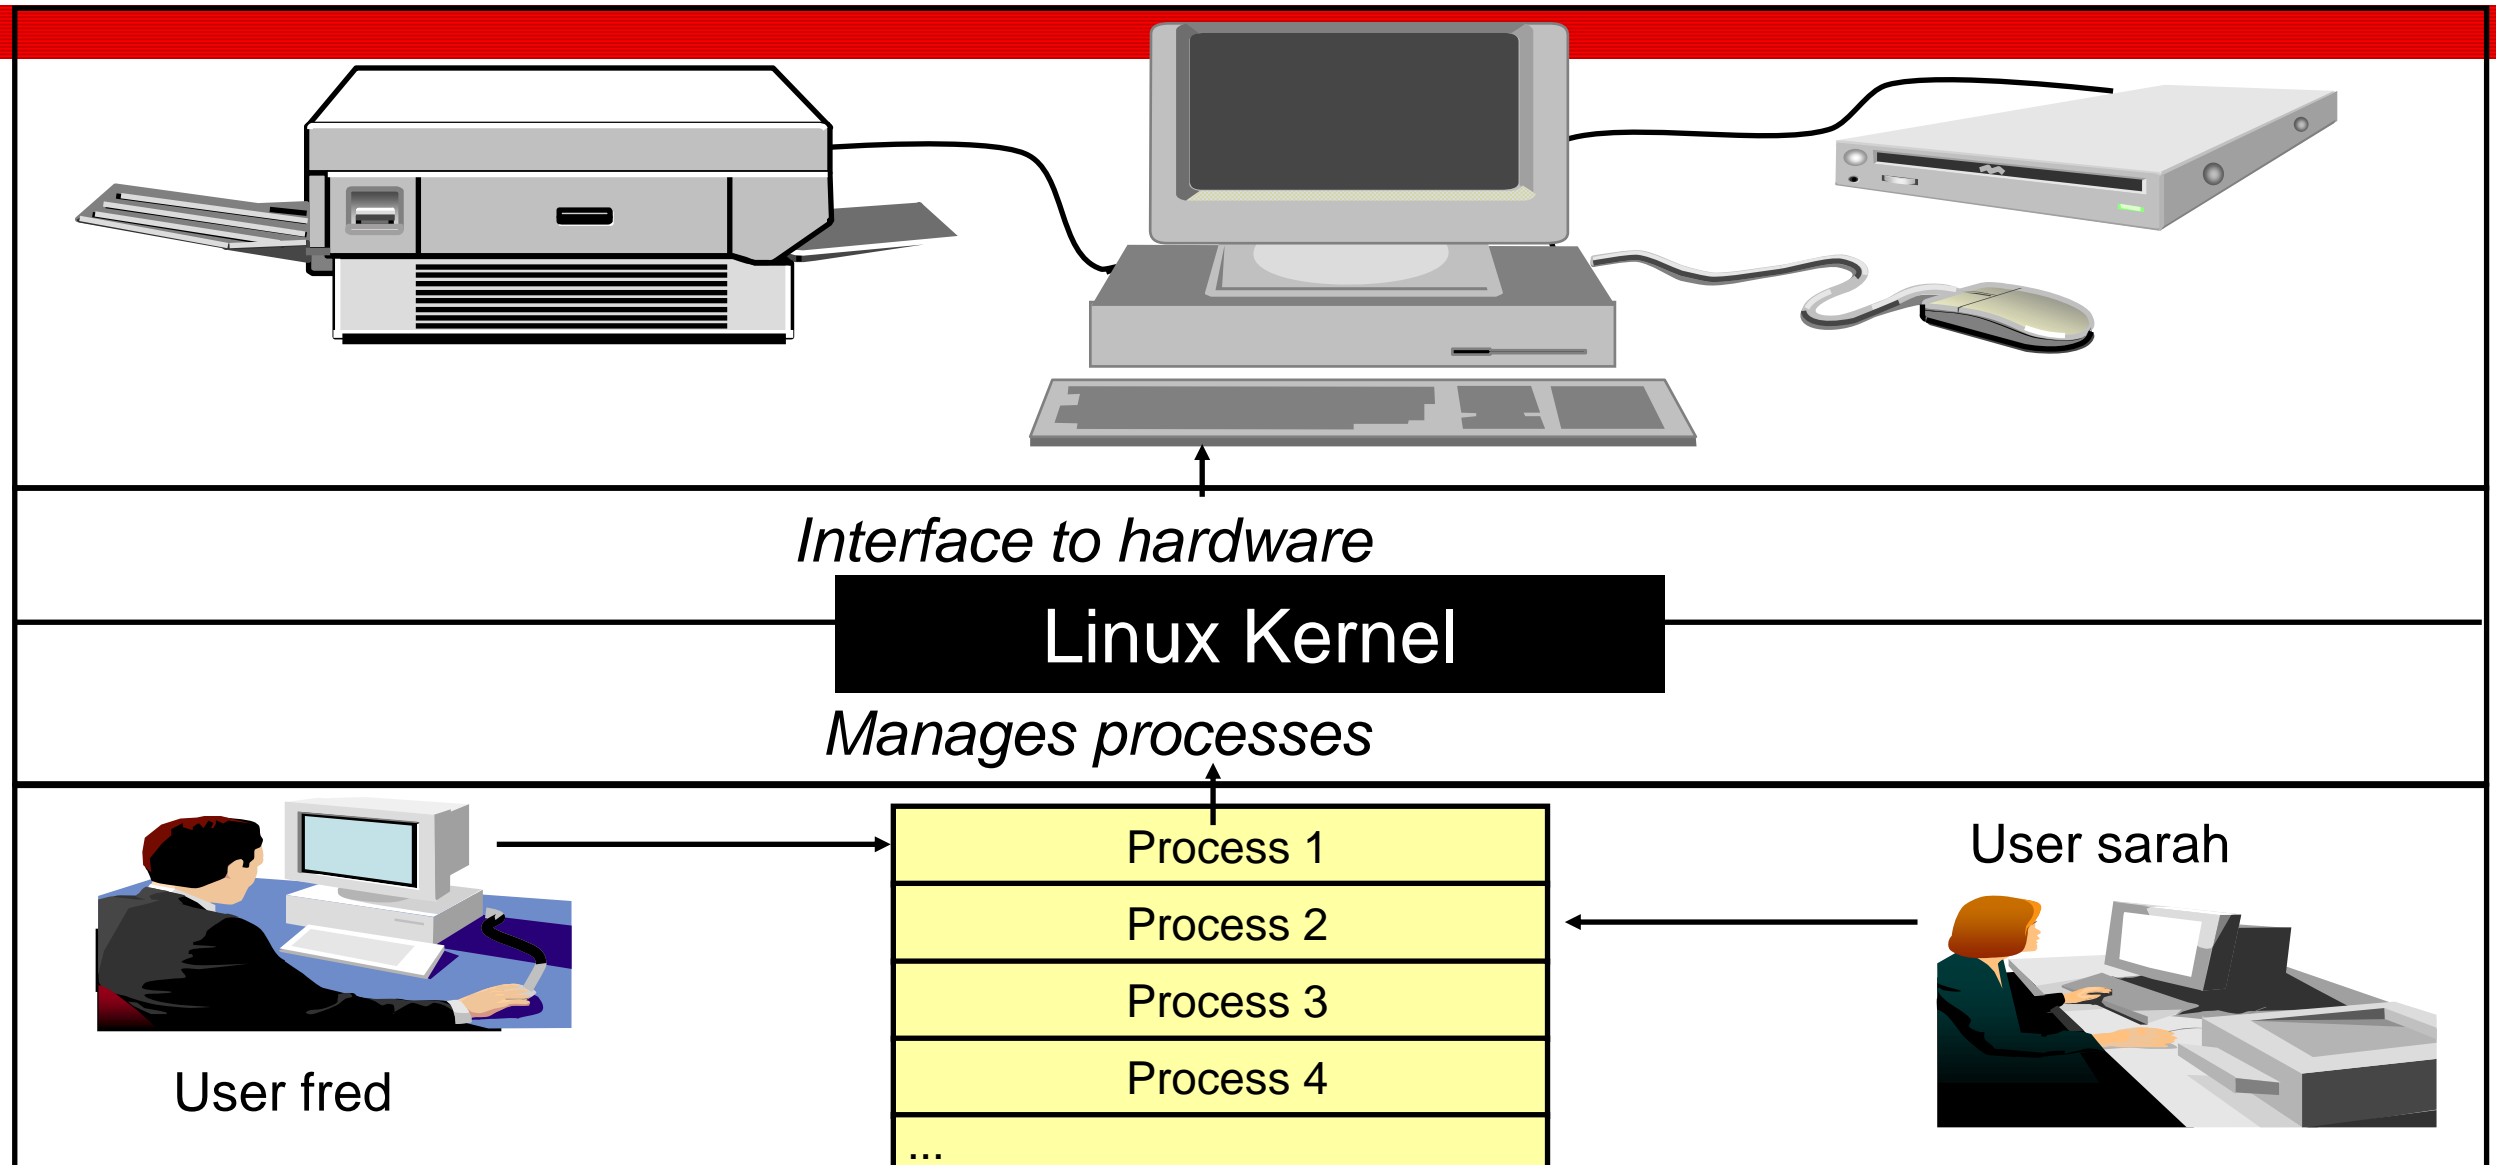 Interface to hardware
Linux Kernel
Manages processes
Process 1
User sarah
Process 2
Process 3
Process 4
User fred
...